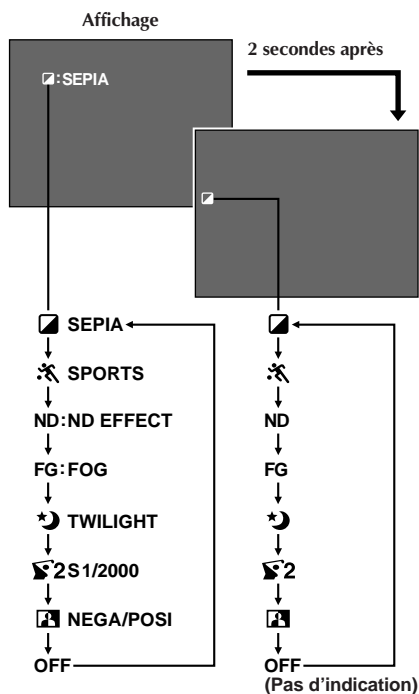 Affichage
2 secondes après
:SEPIA
SEPIA
SPORTS
ND:ND EFFECT
FG:FOG
TWILIGHT
2 S1/2000
NEGA/POSI
OFF
ND
FG
2
OFF
(Pas d'indication)